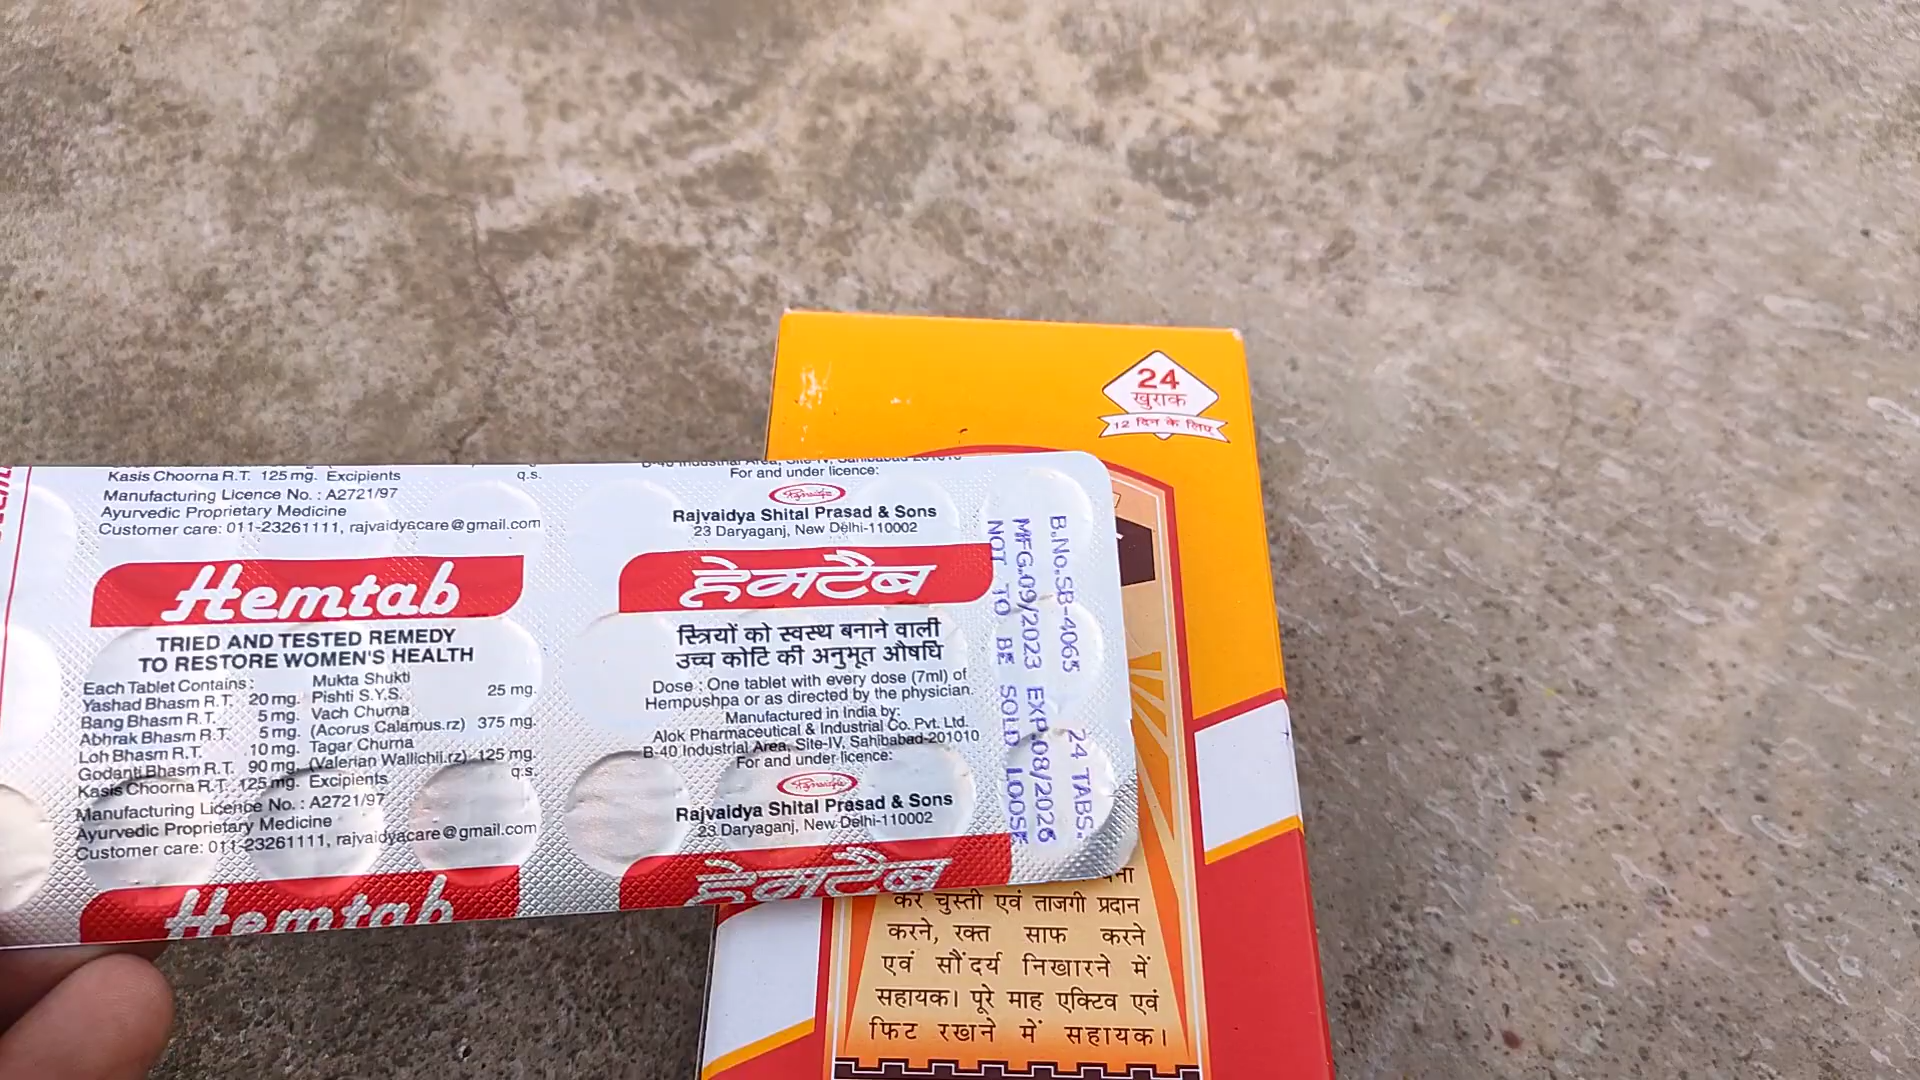 24
खुराक
12 दिन के लिए
Kasis Choorna R.T. 125 mg. Excipients q.s.
Manufacturing Licence No. : A2721/97
Ayurvedic Proprietary Medicine
Customer care: 011-23261111, rajvaidyacare@gmail.com
B-40 Industrial Area, Site-IV, Sahibabad-201010
For and under licence:
Rajvaidya
Rajvaidya Shital Prasad & Sons
23 Daryaganj, New Delhi-110002
Hemtab
TRIED AND TESTED REMEDY
TO RESTORE WOMEN'S HEALTH
Each Tablet Contains : Mukta Shukti
Yashad Bhasm R.T. 20 mg. Pishti S.Y.S. 25 mg.
Bang Bhasm R.T. 5 mg. Vach Churna
Abhrak Bhasm R.T. 5 mg. (Acorus Calamus.rz) 375 mg.
Loh Bhasm R.T. 10 mg. Tagar Churna
Godanti Bhasm R.T. 90 mg. (Valerian Wallichii.rz) 125 mg.
Kasis Choorna R.T. 125 mg. Excipients q.s.
Manufacturing Licence No. : A2721/97
Ayurvedic Proprietary Medicine
Customer care: 011-23261111, rajvaidyacare@gmail.com
Hemtab
हेमटैब
स्त्रियों को स्वस्थ बनाने वाली
उच्च कोटि की अनुभूत औषधि
Dose : One tablet with every dose (7ml) of
Hempushpa or as directed by the physician.
Manufactured in India by:
Alok Pharmaceutical & Industrial Co. Pvt. Ltd.
B-40 Industrial Area, Site-IV, Sahibabad-201010
For and under licence:
Rajvaidya
Rajvaidya Shital Prasad & Sons
23 Daryaganj, New Delhi-110002
हेमटैब
B.No.SB-4065 24 TABS.
MFG.09/2023 EXP.08/2026
NOT TO BE SOLD LOOSE
कर चुस्ती एवं ताजगी प्रदान
करने, रक्त साफ करने
एवं सौंदर्य निखारने में
सहायक। पूरे माह एक्टिव एवं
फिट रखने में सहायक।